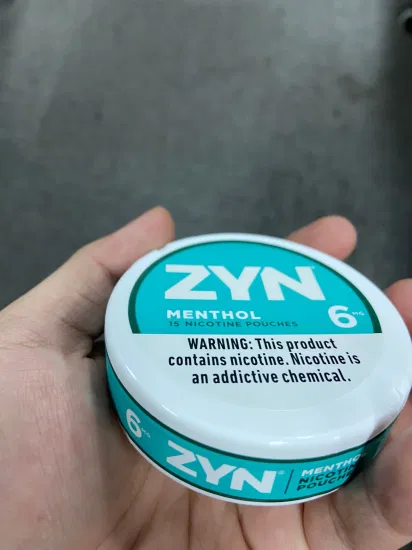 ZYN®
MENTHOL
15 NICOTINE POUCHES
6 MG
WARNING: This product
contains nicotine. Nicotine is
an addictive chemical.
6 MG
ZYN®
MENTHOL
NICOTINE
POUCHES